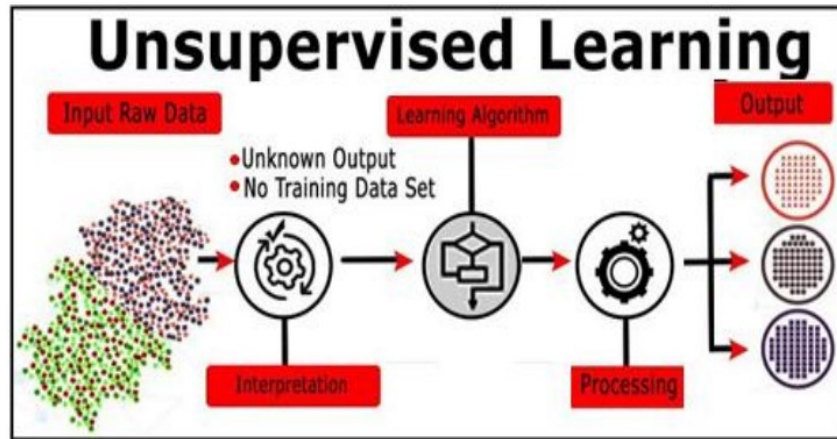 Unsupervised Learning
Input Raw Data
Learning Algorithm
Output
Unknown Output
No Training Data Set
Interpretation
Processing